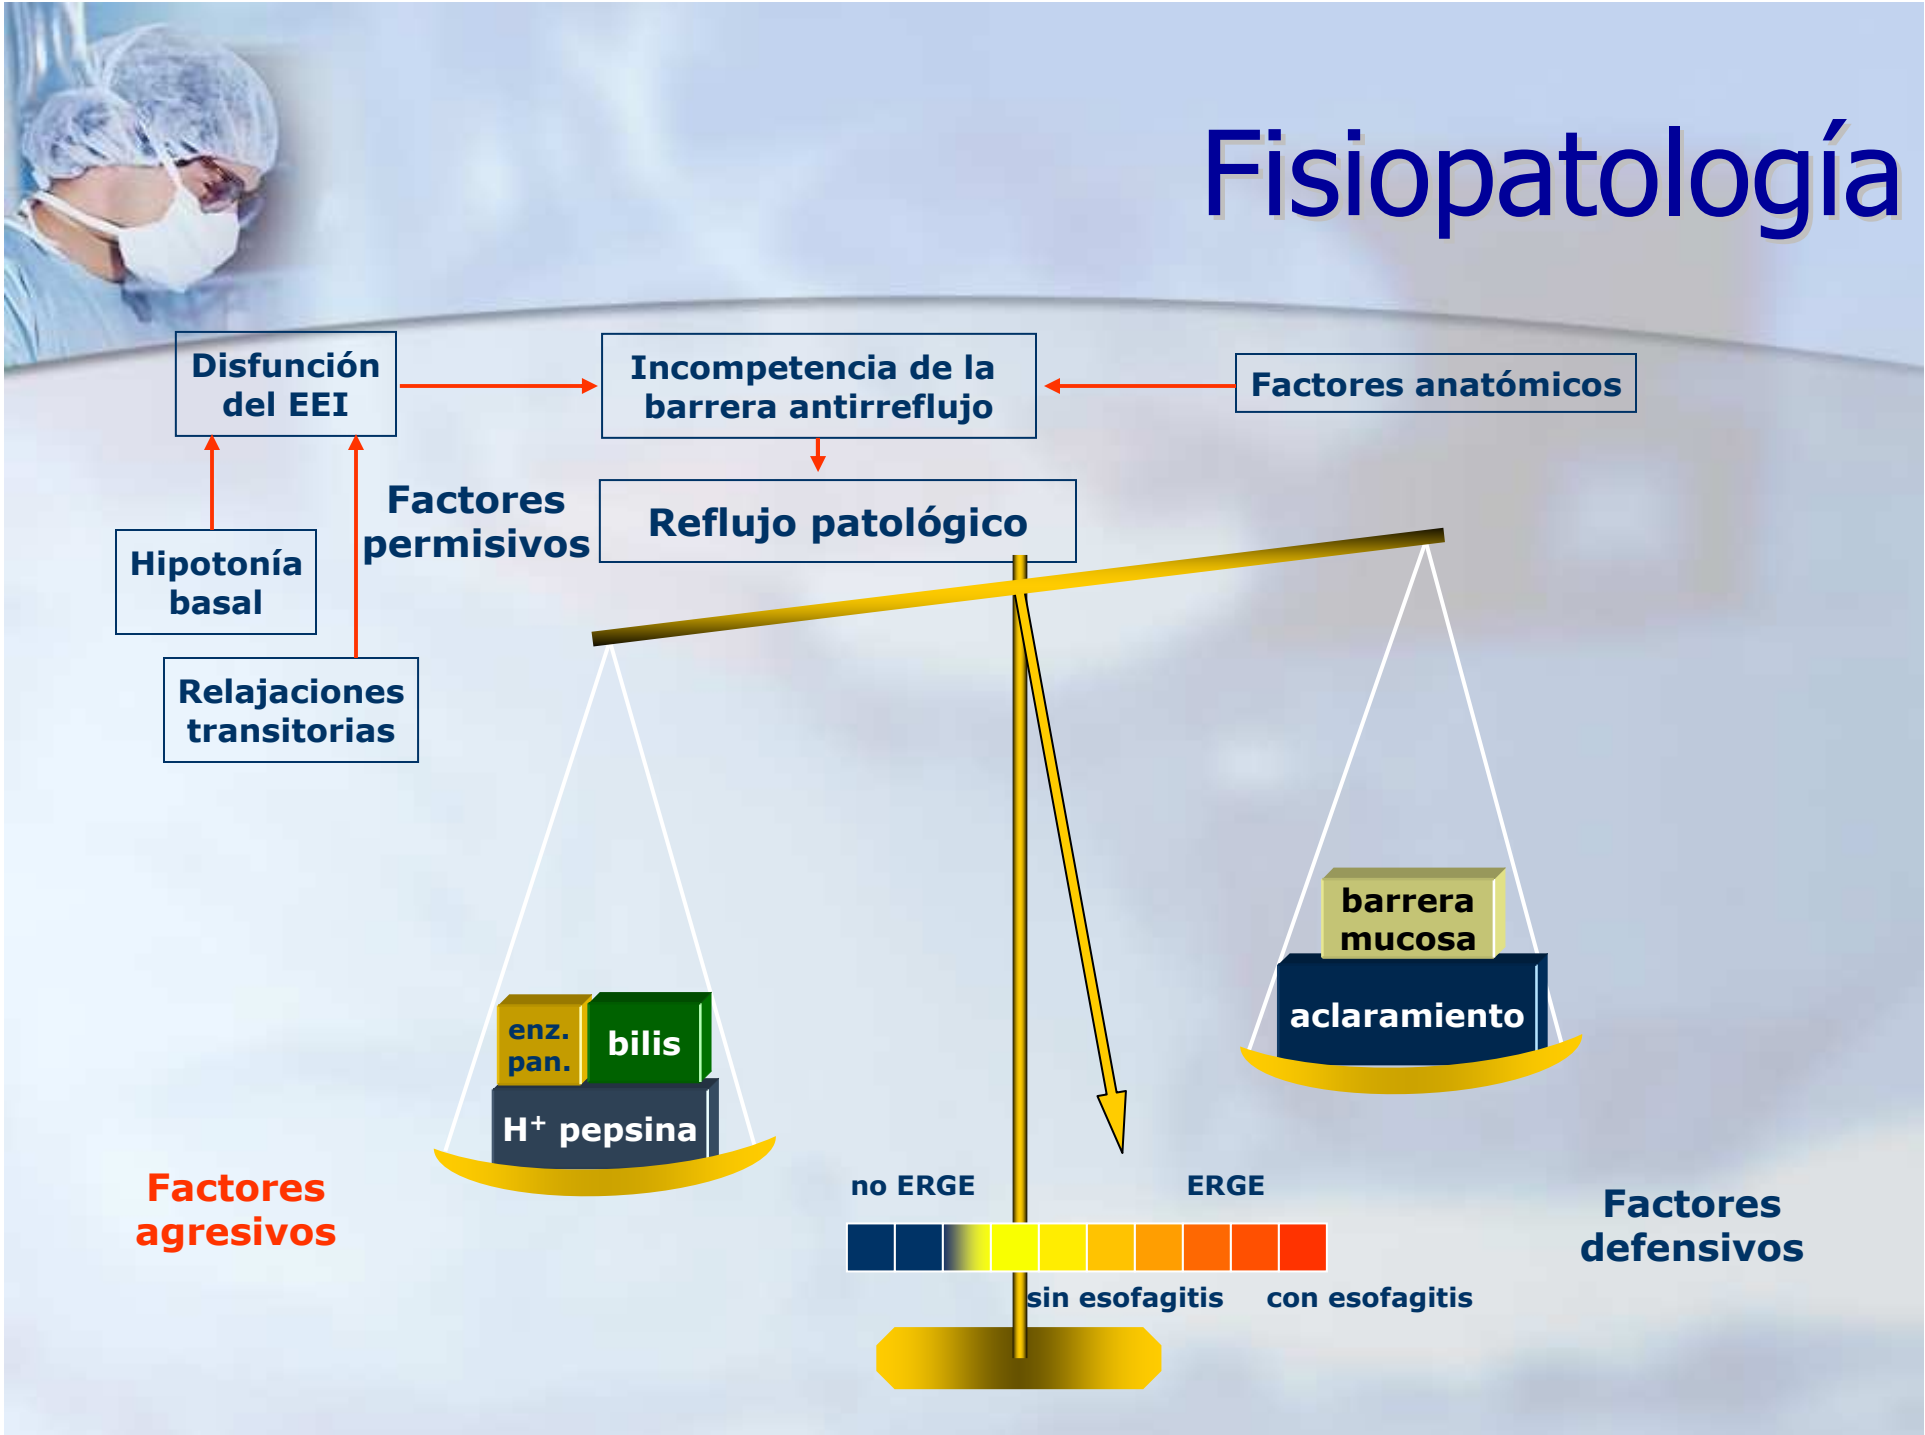 Fisiopatología
Disfunción
del EEI
Incompetencia de la
barrera antirreflujo
Factores anatómicos
Factores
permisivos
Reflujo patológico
Hipotonía
basal
Relajaciones
transitorias
barrera
mucosa
aclaramiento
enz.
pan.
bilis
H⁺ pepsina
Factores
agresivos
no ERGE
ERGE
Factores
defensivos
sin esofagitis
con esofagitis